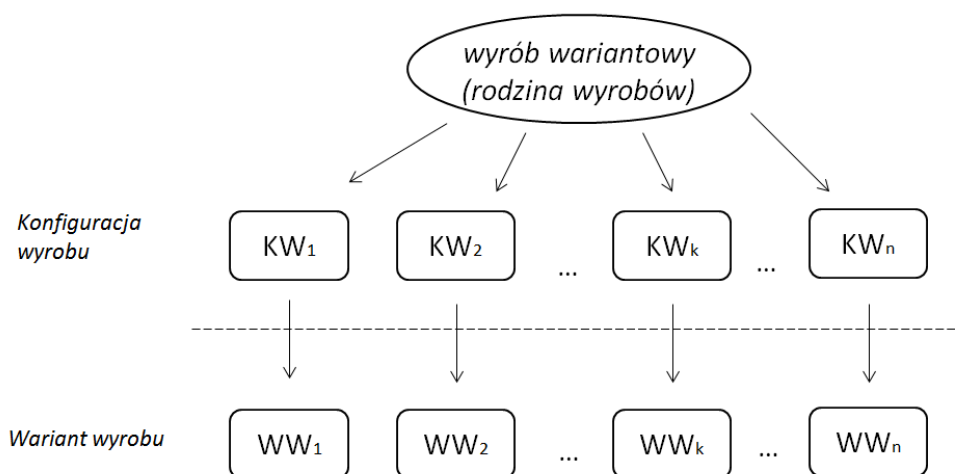 wyrób wariantowy
(rodzina wyrobów)
Konfiguracja
wyrobu
KW₁ KW₂ ... KWₖ ... KWₙ
Wariant wyrobu
WW₁ WW₂ ... WWₖ ... WWₙ